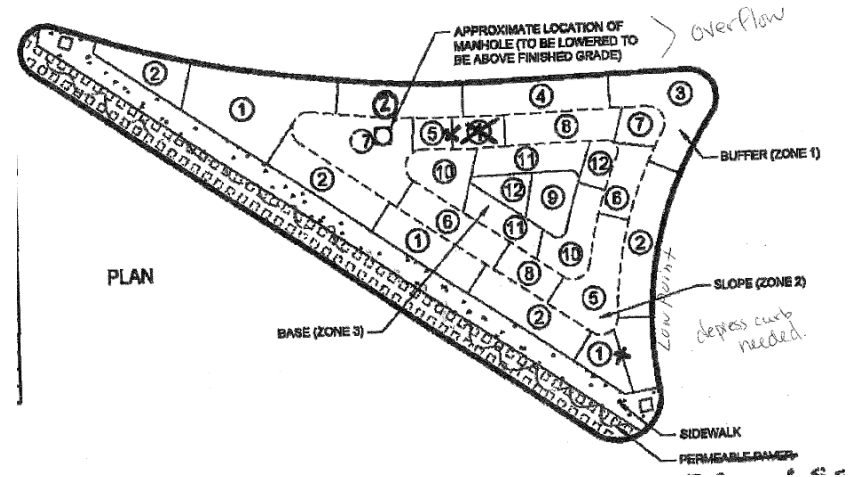 APPROXIMATE LOCATION OF
MANHOLE (TO BE LOWERED TO
BE ABOVE FINISHED GRADE)
overflow
2
1
2
4
3
7
5
8
7
BUFFER (ZONE 1)
10
11
12
2
12
9
6
6
11
1
10
2
8
5
SLOPE (ZONE 2)
PLAN
Low Point
BASE (ZONE 3)
2
depress curb
needed.
1
SIDEWALK
PERMEABLE PAVER